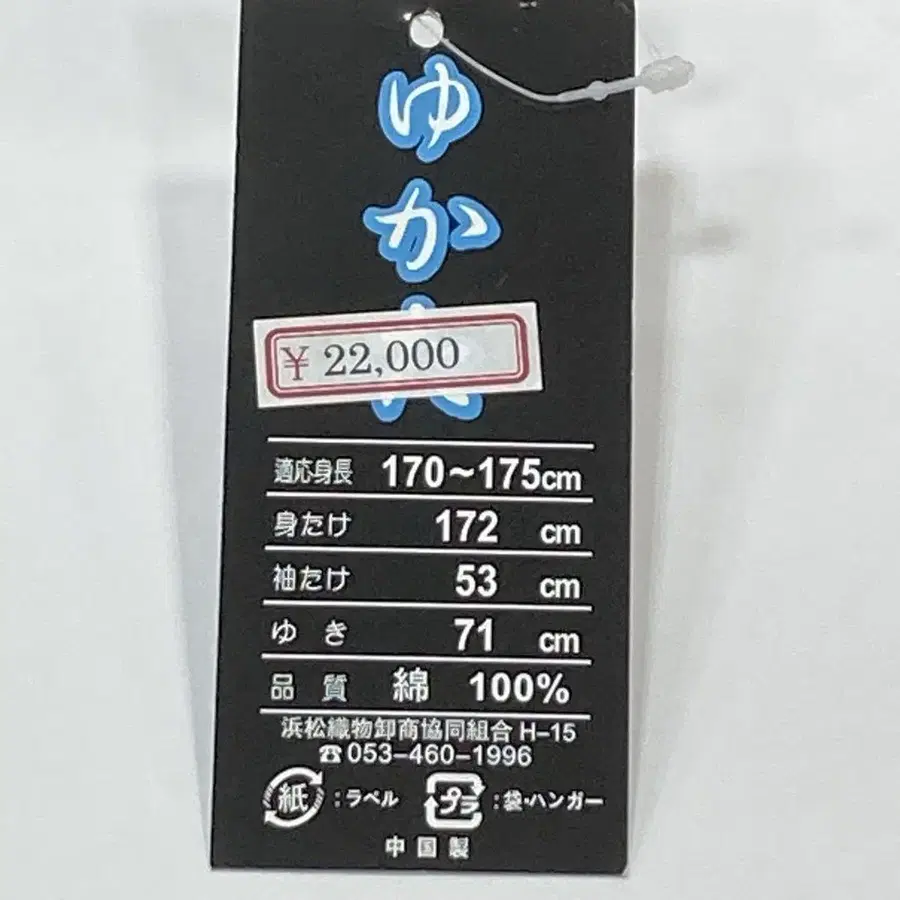 ゆか
¥ 22,000
適応身長 170~175cm
身たけ 172 cm
袖たけ 53 cm
ゆき 71 cm
品質 綿 100%
浜松織物卸商協同組合 H-15
☎053-460-1996
紙 :ラベル プラ :袋・ハンガー
中国製